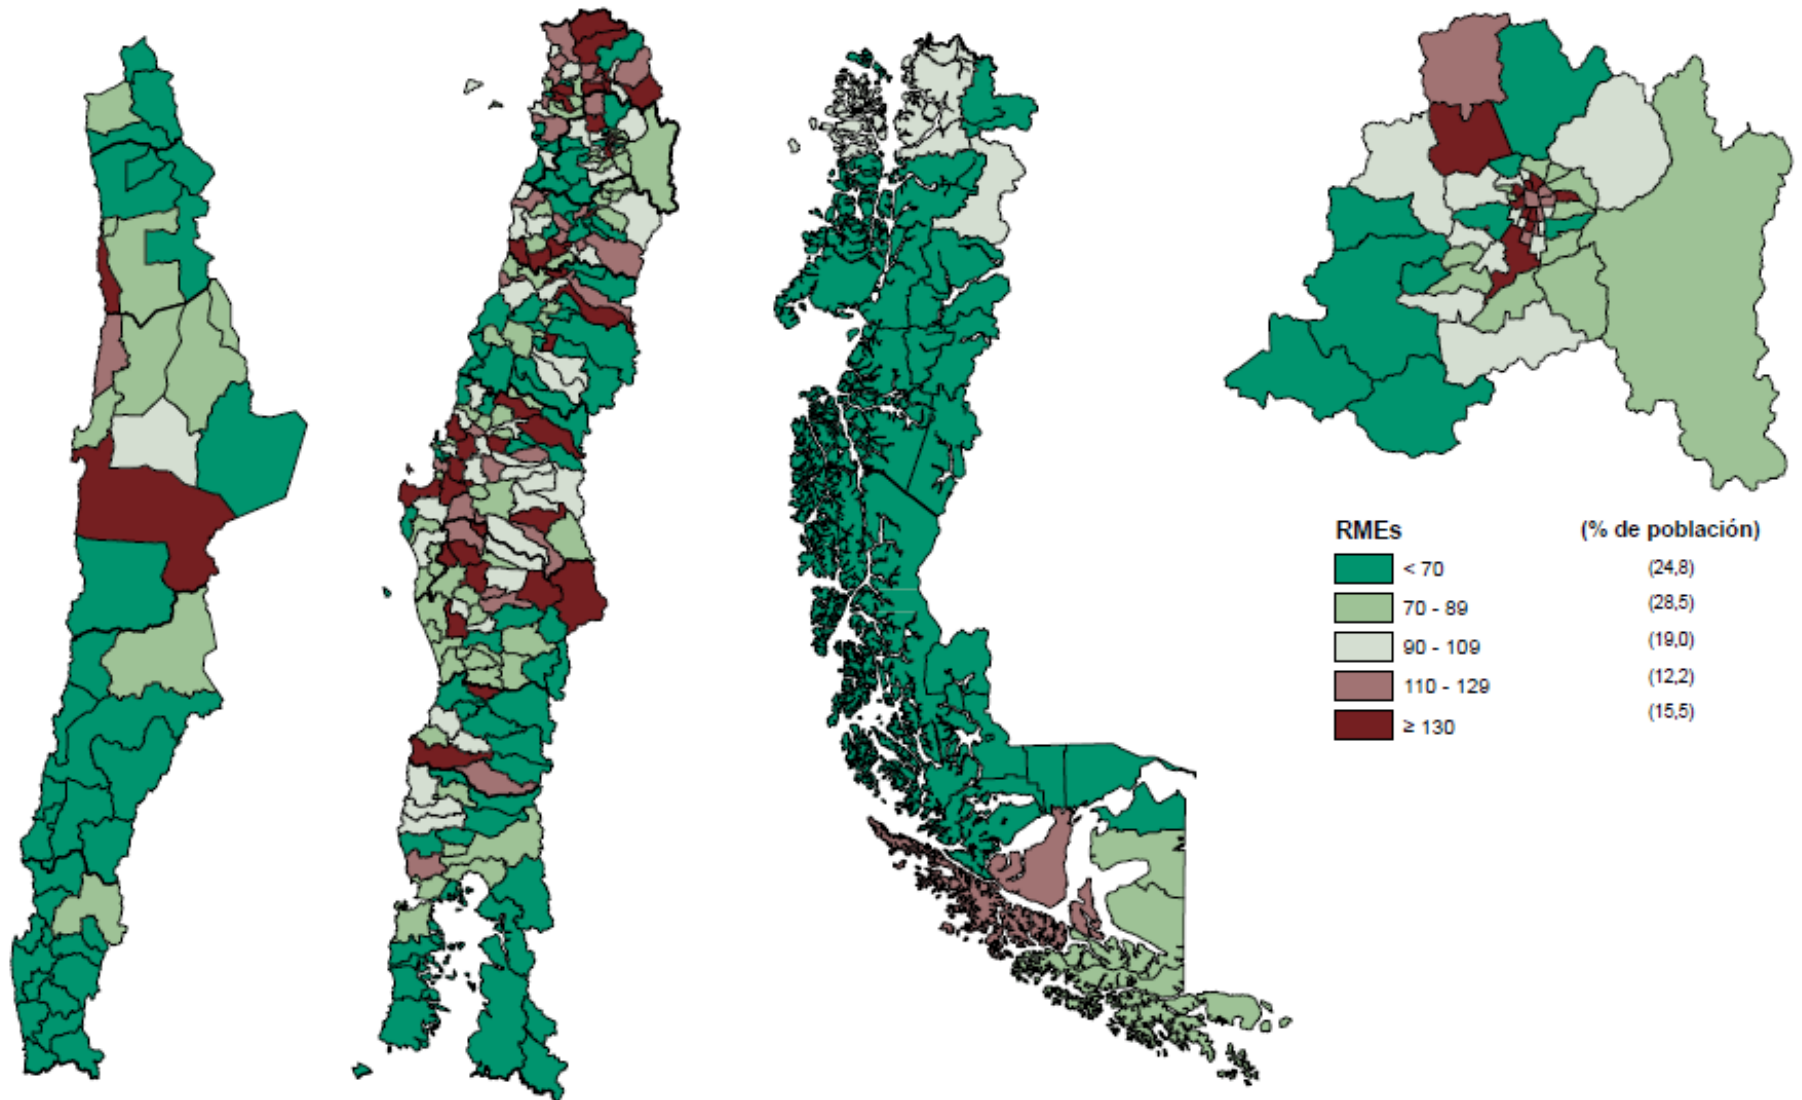 RMEs (% de población)
< 70 (24,8)
70 - 89 (28,5)
90 - 109 (19,0)
110 - 129 (12,2)
≥ 130 (15,5)